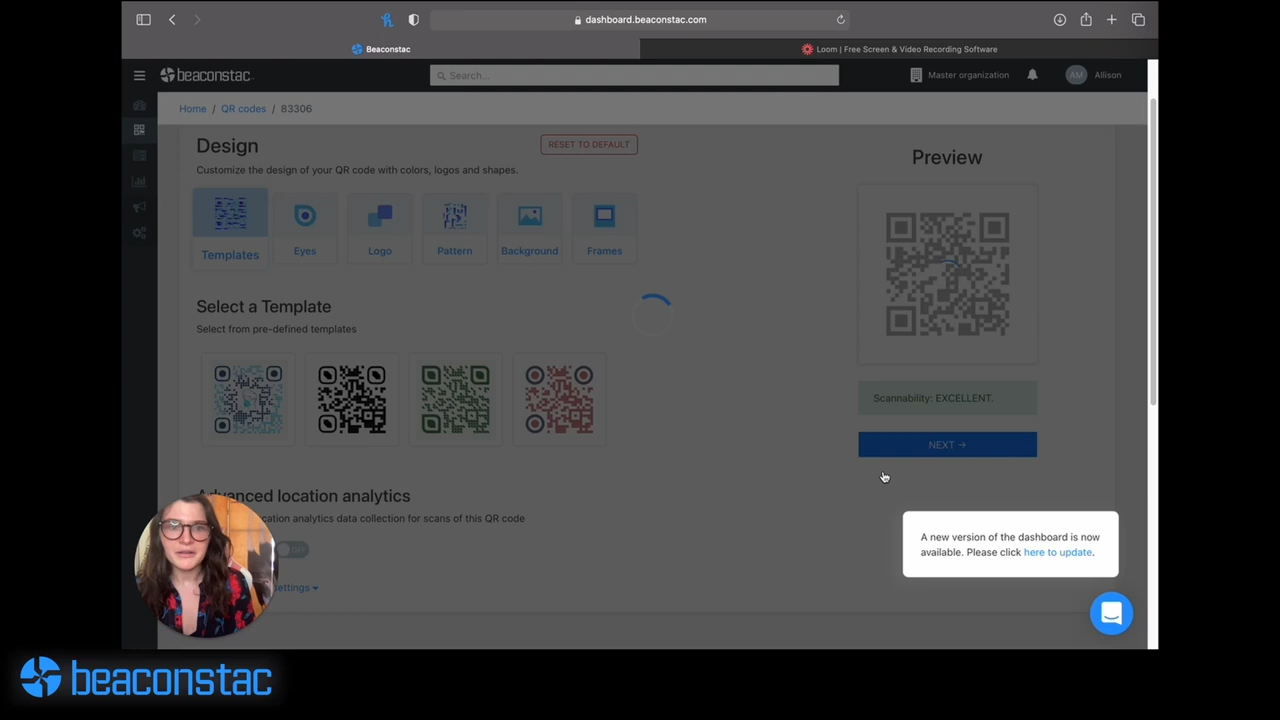 dashboard.beaconstac.com
Beaconstac
Loom | Free Screen & Video Recording Software
beaconstac
Search...
Master organization
AM
Allison
Home / QR codes / 83306
Design
RESET TO DEFAULT
Customize the design of your QR code with colors, logos and shapes.
Templates
Eyes
Logo
Pattern
Background
Frames
Preview
Select a Template
Select from pre-defined templates
Scannability: EXCELLENT.
NEXT →
Advanced location analytics
cation analytics data collection for scans of this QR code
OFF
ettings
A new version of the dashboard is now
available. Please click here to update.
beaconstac